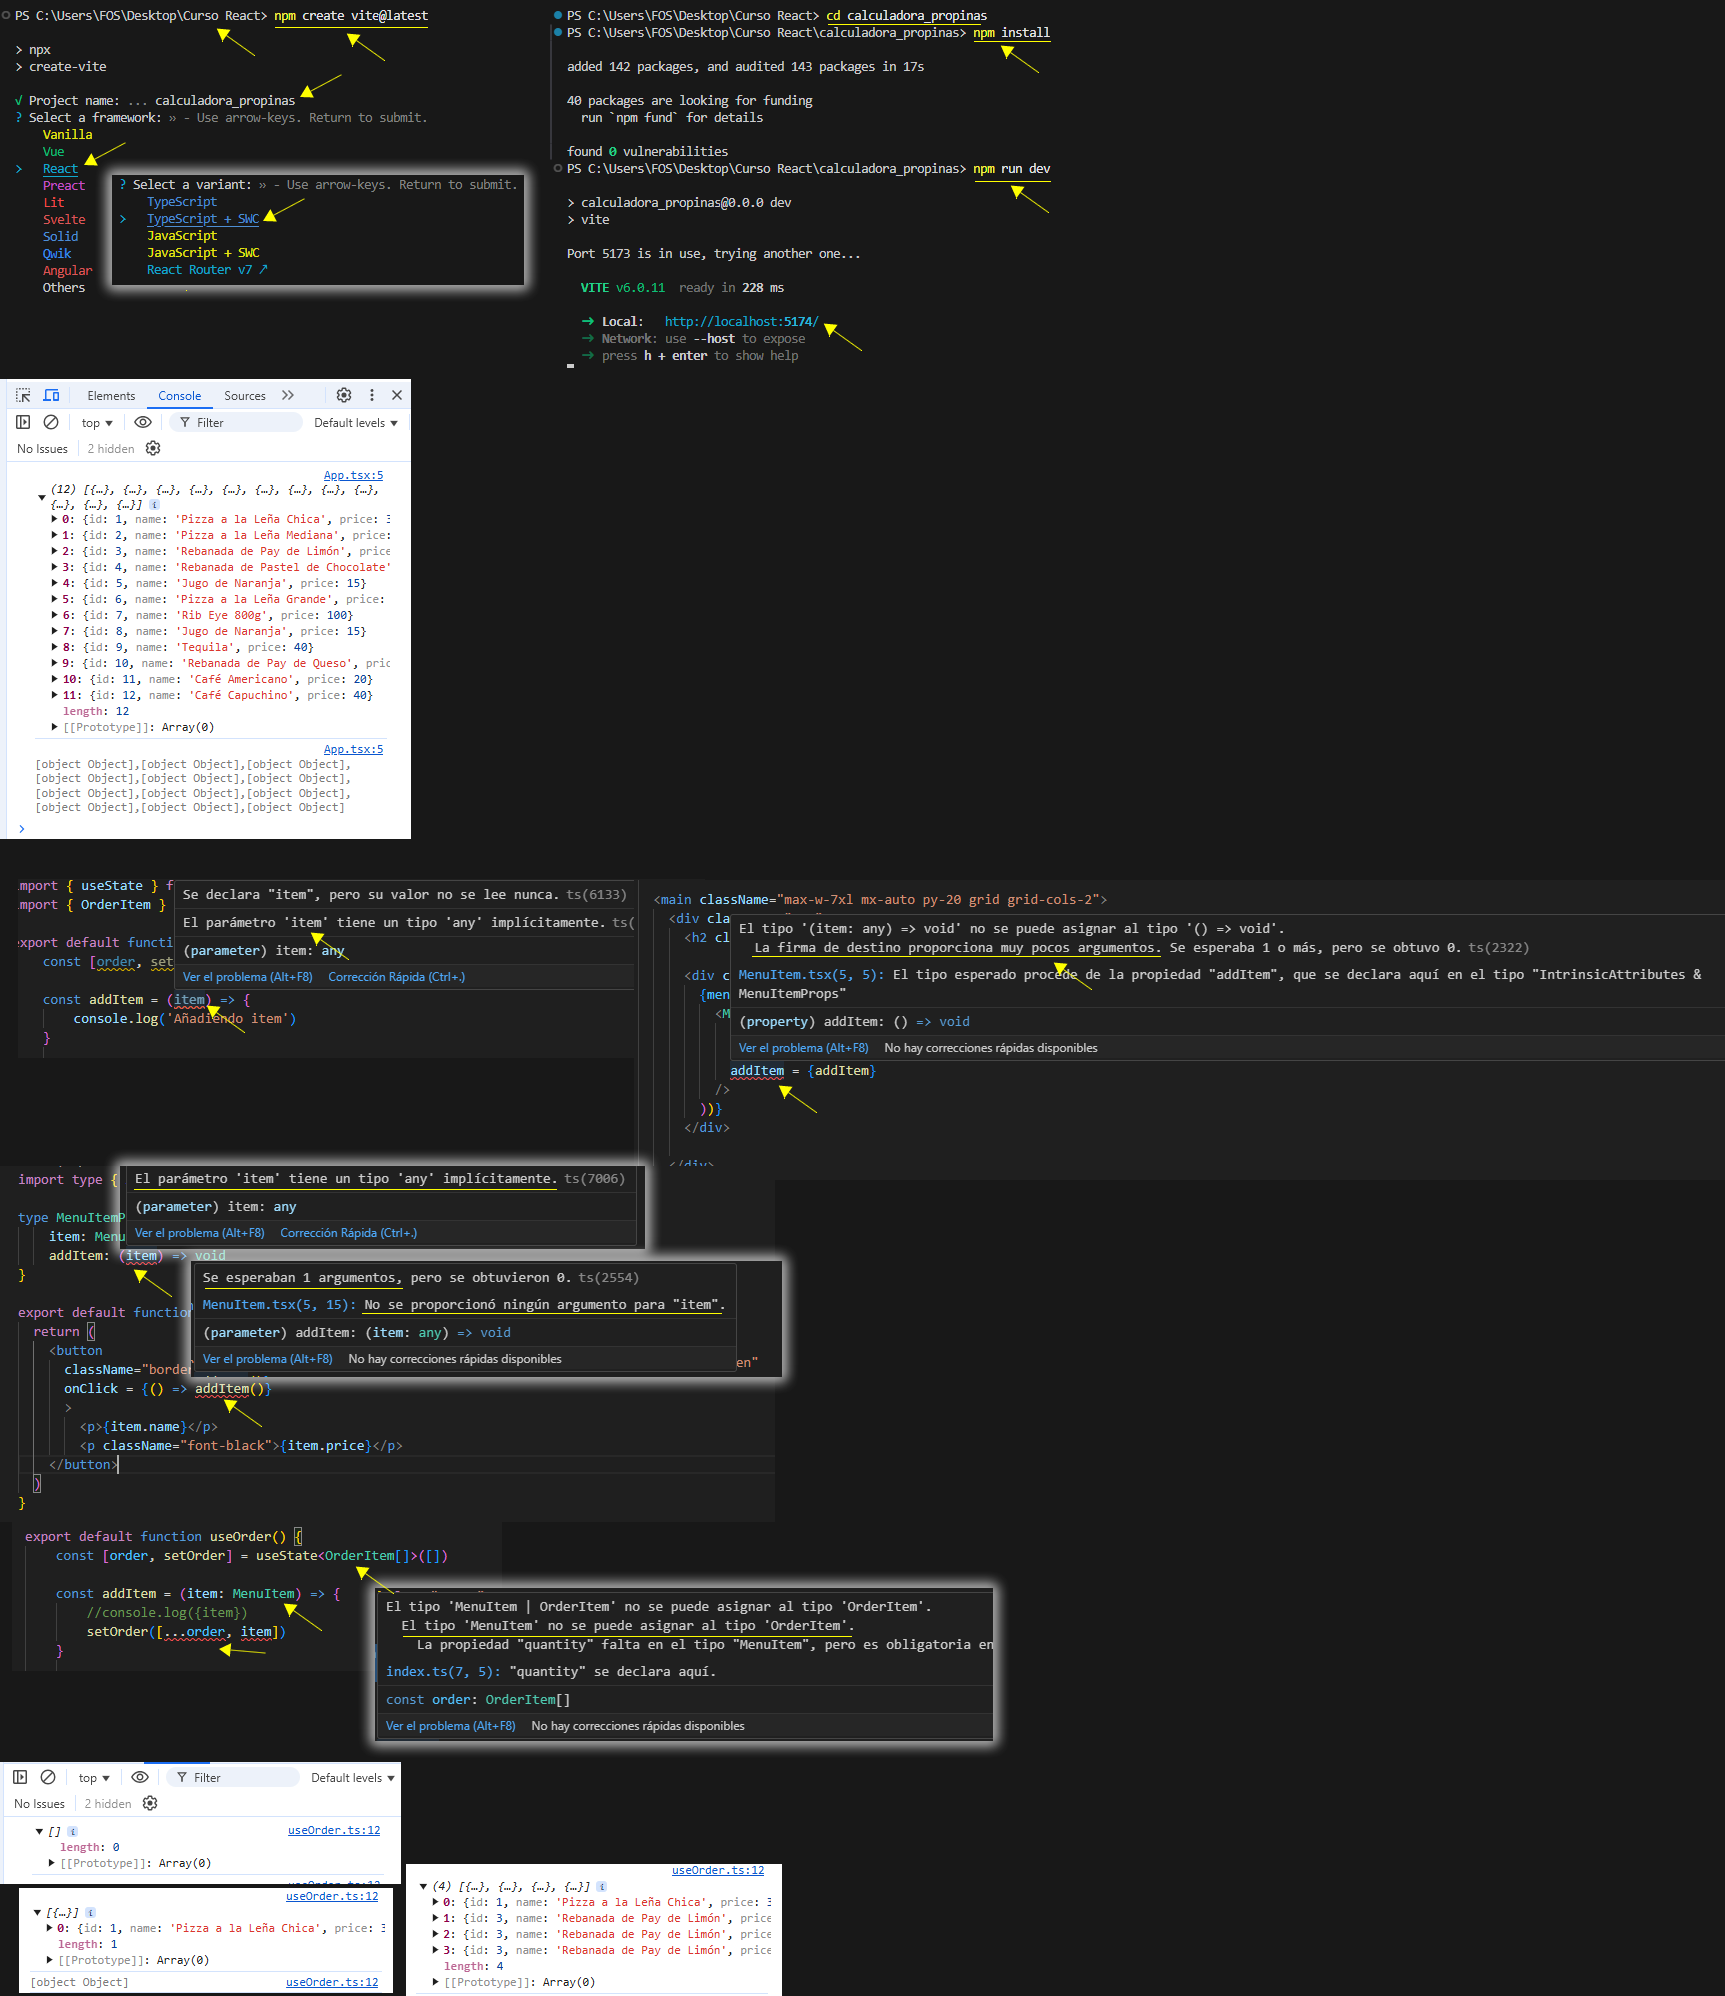 PS C:\Users\FOS\Desktop\Curso React> npm create vite@latest
> npx
> create-vite
√ Project name: ... calculadora_propinas
? Select a framework: » - Use arrow-keys. Return to submit.
Vanilla
Vue
> React
Preact
Lit
Svelte
Solid
Qwik
Angular
Others
? Select a variant: » - Use arrow-keys. Return to submit.
TypeScript
> TypeScript + SWC
JavaScript
JavaScript + SWC
React Router v7 ↗
PS C:\Users\FOS\Desktop\Curso React> cd calculadora_propinas
PS C:\Users\FOS\Desktop\Curso React\calculadora_propinas> npm install
added 142 packages, and audited 143 packages in 17s
40 packages are looking for funding
run `npm fund` for details
found 0 vulnerabilities
PS C:\Users\FOS\Desktop\Curso React\calculadora_propinas> npm run dev
> calculadora_propinas@0.0.0 dev
> vite
Port 5173 is in use, trying another one...
VITE v6.0.11 ready in 228 ms
➜ Local: http://localhost:5174/
➜ Network: use --host to expose
➜ press h + enter to show help
Elements Console Sources
top Filter Default levels
No Issues 2 hidden
App.tsx:5
(12) [{…}, {…}, {…}, {…}, {…}, {…}, {…}, {…}, {…},
{…}, {…}, {…}]
0: {id: 1, name: 'Pizza a la Leña Chica', price: 3
1: {id: 2, name: 'Pizza a la Leña Mediana', price:
2: {id: 3, name: 'Rebanada de Pay de Limón', price
3: {id: 4, name: 'Rebanada de Pastel de Chocolate'
4: {id: 5, name: 'Jugo de Naranja', price: 15}
5: {id: 6, name: 'Pizza a la Leña Grande', price:
6: {id: 7, name: 'Rib Eye 800g', price: 100}
7: {id: 8, name: 'Jugo de Naranja', price: 15}
8: {id: 9, name: 'Tequila', price: 40}
9: {id: 10, name: 'Rebanada de Pay de Queso', pric
10: {id: 11, name: 'Café Americano', price: 20}
11: {id: 12, name: 'Café Capuchino', price: 40}
length: 12
[[Prototype]]: Array(0)
App.tsx:5
[object Object],[object Object],[object Object],
[object Object],[object Object],[object Object],
[object Object],[object Object],[object Object],
[object Object],[object Object],[object Object]
>
import { useState } f
import { OrderItem }
export default functi
const [order, set
const addItem = (item) => {
console.log('Añadiendo item')
}
Se declara "item", pero su valor no se lee nunca. ts(6133)
El parámetro 'item' tiene un tipo 'any' implícitamente. ts(
(parameter) item: any
Ver el problema (Alt+F8) Corrección Rápida (Ctrl+.)
<main className="max-w-7xl mx-auto py-20 grid grid-cols-2">
<div clas
<h2 cl
<div c
{men
<M
El tipo '(item: any) => void' no se puede asignar al tipo '() => void'.
La firma de destino proporciona muy pocos argumentos. Se esperaba 1 o más, pero se obtuvo 0. ts(2322)
MenuItem.tsx(5, 5): El tipo esperado procede de la propiedad "addItem", que se declara aquí en el tipo "IntrinsicAttributes &
MenuItemProps"
(property) addItem: () => void
Ver el problema (Alt+F8) No hay correcciones rápidas disponibles
addItem = {addItem}
/>
))}
</div>
</div>
import type {
type MenuItemP
item: Menu
addItem: (item) => void
}
El parámetro 'item' tiene un tipo 'any' implícitamente. ts(7006)
(parameter) item: any
Ver el problema (Alt+F8) Corrección Rápida (Ctrl+.)
Se esperaban 1 argumentos, pero se obtuvieron 0. ts(2554)
MenuItem.tsx(5, 15): No se proporcionó ningún argumento para "item".
(parameter) addItem: (item: any) => void
Ver el problema (Alt+F8) No hay correcciones rápidas disponibles
export default function
return (
<button
className="border en"
onClick = {() => addItem()}
>
<p>{item.name}</p>
<p className="font-black">{item.price}</p>
</button>
)
}
export default function useOrder() {
const [order, setOrder] = useState<OrderItem[]>([])
const addItem = (item: MenuItem) => {
//console.log({item})
setOrder([...order, item])
}
El tipo 'MenuItem | OrderItem' no se puede asignar al tipo 'OrderItem'.
El tipo 'MenuItem' no se puede asignar al tipo 'OrderItem'.
La propiedad "quantity" falta en el tipo "MenuItem", pero es obligatoria en
index.ts(7, 5): "quantity" se declara aquí.
const order: OrderItem[]
Ver el problema (Alt+F8) No hay correcciones rápidas disponibles
top Filter Default levels
No Issues 2 hidden
[] useOrder.ts:12
length: 0
[[Prototype]]: Array(0)
useOrder.ts:12
[{…}]
0: {id: 1, name: 'Pizza a la Leña Chica', price: 3
length: 1
[[Prototype]]: Array(0)
[object Object] useOrder.ts:12
useOrder.ts:12
(4) [{…}, {…}, {…}, {…}]
0: {id: 1, name: 'Pizza a la Leña Chica', price: 3
1: {id: 3, name: 'Rebanada de Pay de Limón', price
2: {id: 3, name: 'Rebanada de Pay de Limón', price
3: {id: 3, name: 'Rebanada de Pay de Limón', price
length: 4
[[Prototype]]: Array(0)